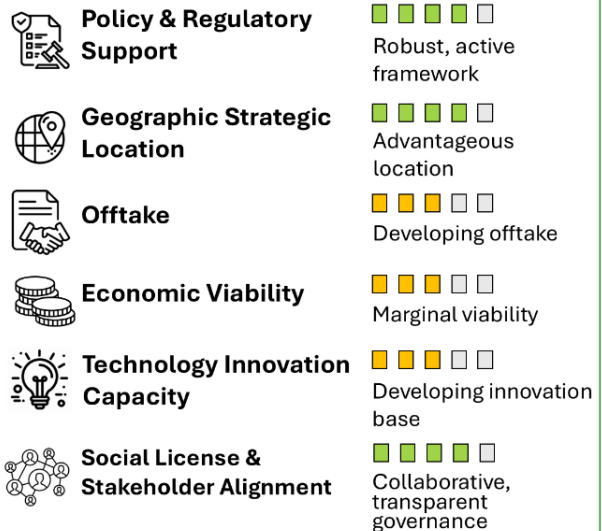 Policy & Regulatory
Support
Robust, active
framework
Geographic Strategic
Location
Advantageous
location
Offtake
Developing offtake
Economic Viability
Marginal viability
Technology Innovation
Capacity
Developing innovation
base
Social License &
Stakeholder Alignment
Collaborative,
transparent
governance